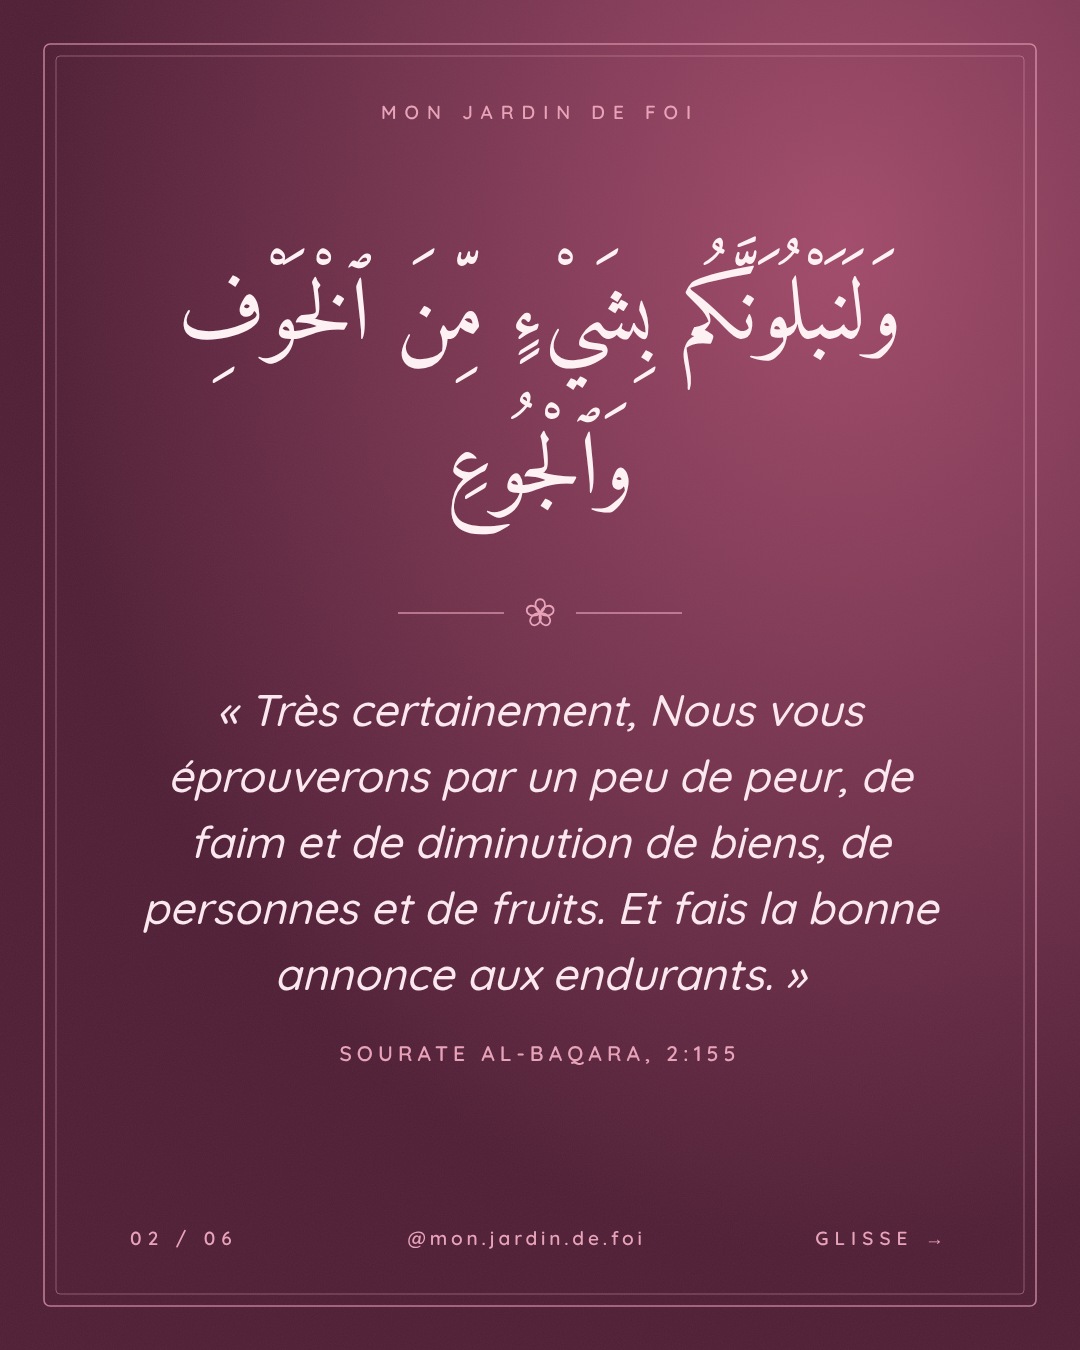 MON JARDIN DE FOI
وَلَنَبْلُوَنَّكُم بِشَيْءٍ مِّنَ ٱلْخَوْفِ
وَٱلْجُوعِ
« Très certainement, Nous vous
éprouverons par un peu de peur, de
faim et de diminution de biens, de
personnes et de fruits. Et fais la bonne
annonce aux endurants. »
SOURATE AL-BAQARA, 2:155
02 / 06 @mon.jardin.de.foi GLISSE →